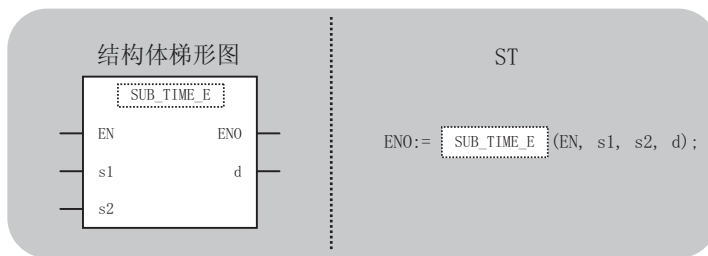 结构体梯形图
SUB_TIME_E
EN ENO
s1 d
s2
ST
ENO:= SUB_TIME_E (EN, s1, s2, d);